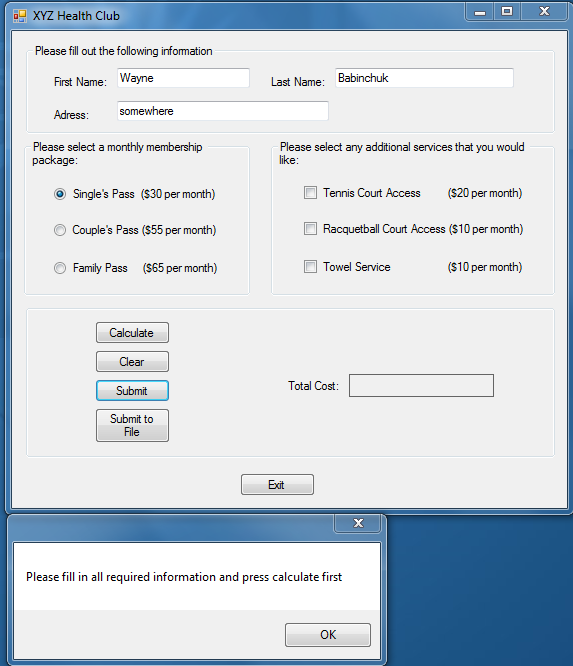 XYZ Health Club
Please fill out the following information
First Name: Wayne Last Name: Babinchuk
Adress: somewhere
Please select a monthly membership
package:
Single's Pass ($30 per month)
Couple's Pass ($55 per month)
Family Pass ($65 per month)
Please select any additional services that you would
like:
Tennis Court Access ($20 per month)
Racquetball Court Access ($10 per month)
Towel Service ($10 per month)
Calculate
Clear
Submit
Submit to
File
Total Cost:
Exit
Please fill in all required information and press calculate first
OK